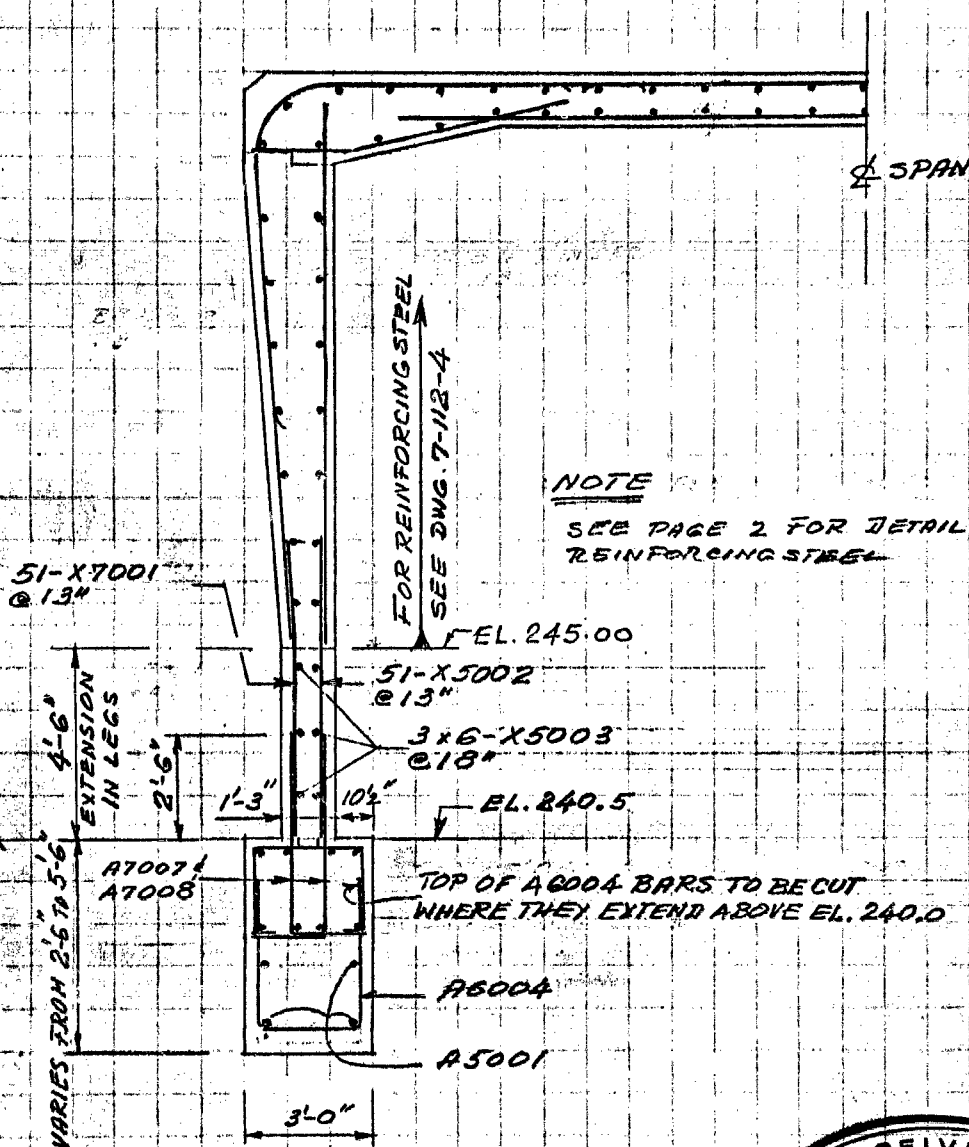 ℄ SPAN
FOR REINFORCING STEEL
SEE DWG. 7-112-4
NOTE
SEE PAGE 2 FOR DETAIL
REINFORCING STEEL
51-X7001
@ 13"
EL. 245.00
51-X5002
@ 13"
4'-6"
EXTENSION
IN LEGS
2'-6"
3x6-X5003
@ 18"
1'-3"
10½"
EL. 240.5
A7007 &
A7008
TOP OF A6004 BARS TO BE CUT
WHERE THEY EXTEND ABOVE EL. 240.0
VARIES FROM 2'-6" TO 5'-6"
A6004
A5001
3'-0"